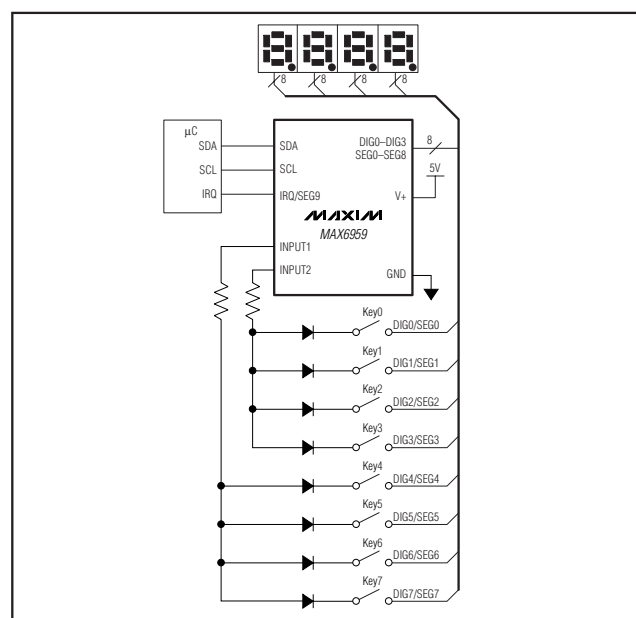 8 8 8 8
µC
SDA SDA DIG0–DIG3 8
SEG0–SEG8
SCL SCL 5V
IRQ IRQ/SEG9 V+
MAXIM
MAX6959
INPUT1
INPUT2 GND
Key0
DIG0/SEG0
Key1
DIG1/SEG1
Key2
DIG2/SEG2
Key3
DIG3/SEG3
Key4
DIG4/SEG4
Key5
DIG5/SEG5
Key6
DIG6/SEG6
Key7
DIG7/SEG7